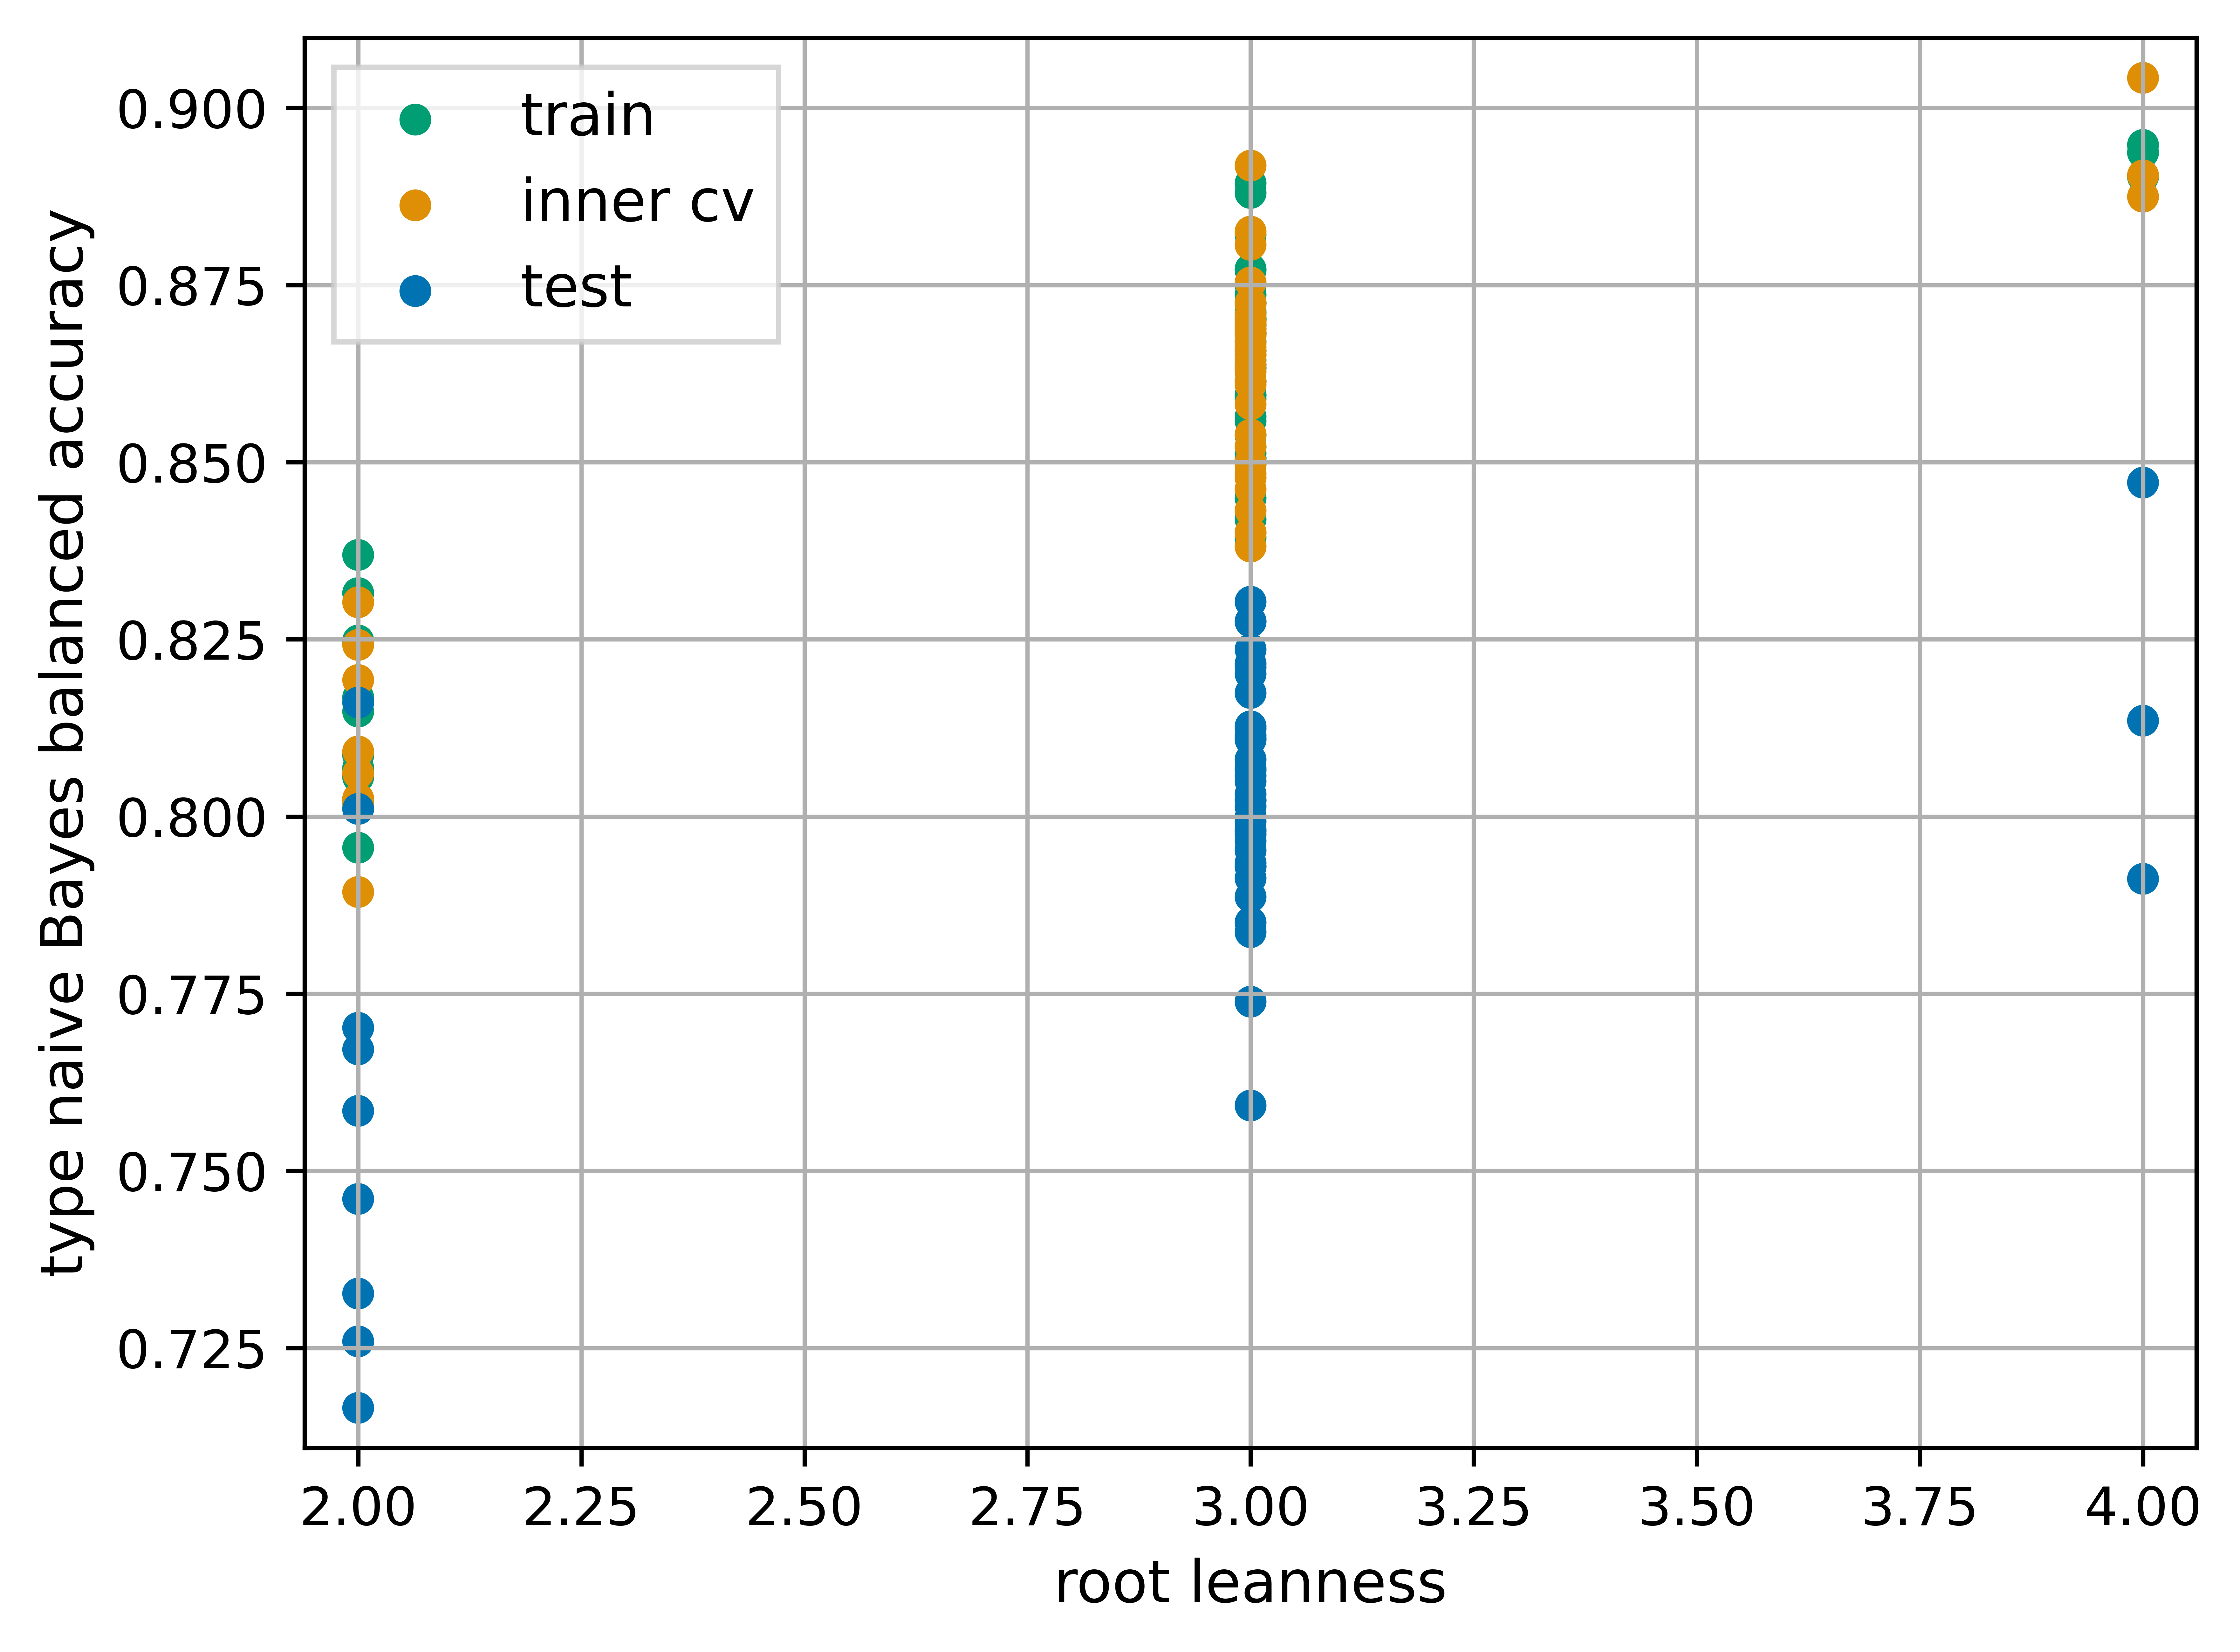 train
inner cv
test
type naive Bayes balanced accuracy
0.900
0.875
0.850
0.825
0.800
0.775
0.750
0.725
2.00 2.25 2.50 2.75 3.00 3.25 3.50 3.75 4.00
root leanness